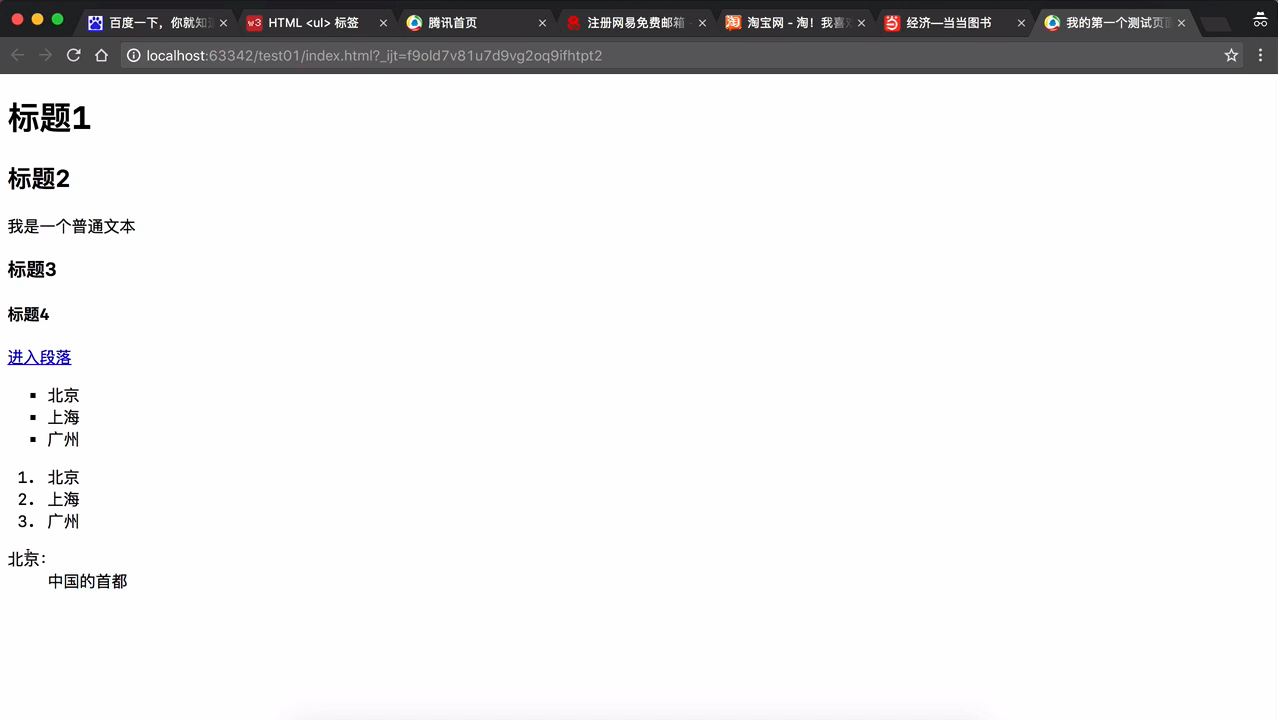 百度一下，你就知道
HTML <ul> 标签
腾讯首页
注册网易免费邮箱
淘宝网 - 淘！我喜
经济—当当图书
我的第一个测试页面
localhost:63342/test01/index.html?_ijt=f9old7v81u7d9vg2oq9ifhtpt2
标题1
标题2
我是一个普通文本
标题3
标题4
进入段落
▪ 北京
▪ 上海
▪ 广州
1. 北京
2. 上海
3. 广州
北京：
中国的首都